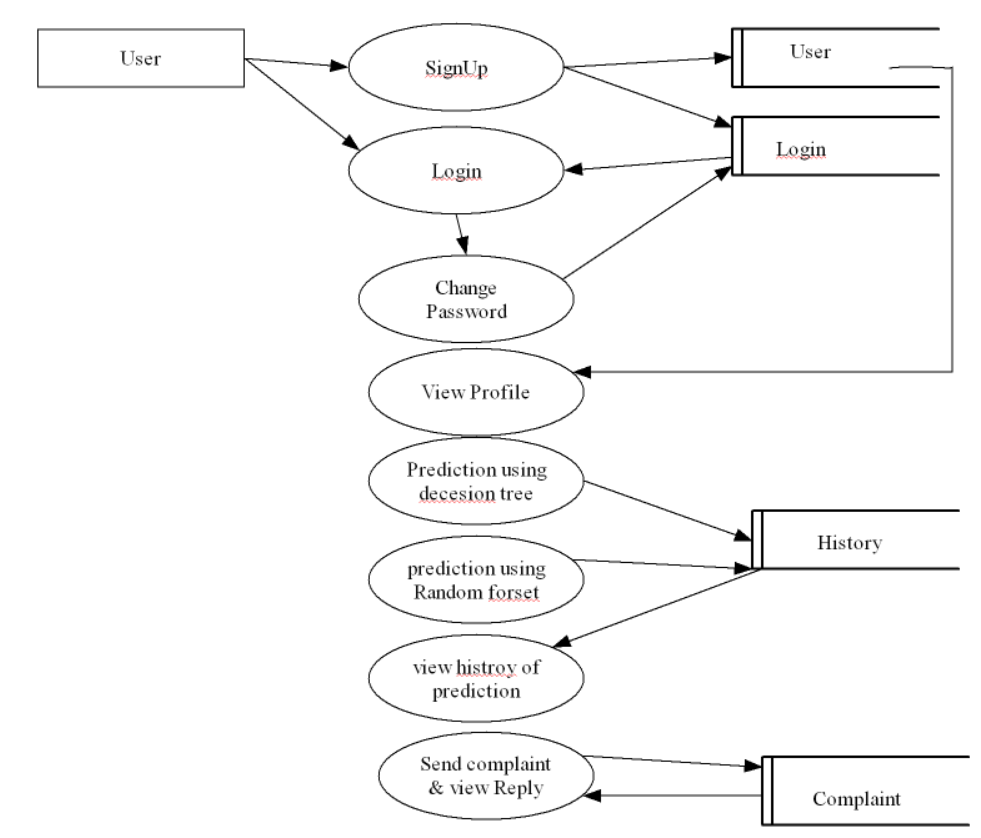 User
SignUp
User
Login
Login
Change
Password
View Profile
Prediction using
decesion tree
History
prediction using
Random forset
view histroy of
prediction
Send complaint
& view Reply
Complaint